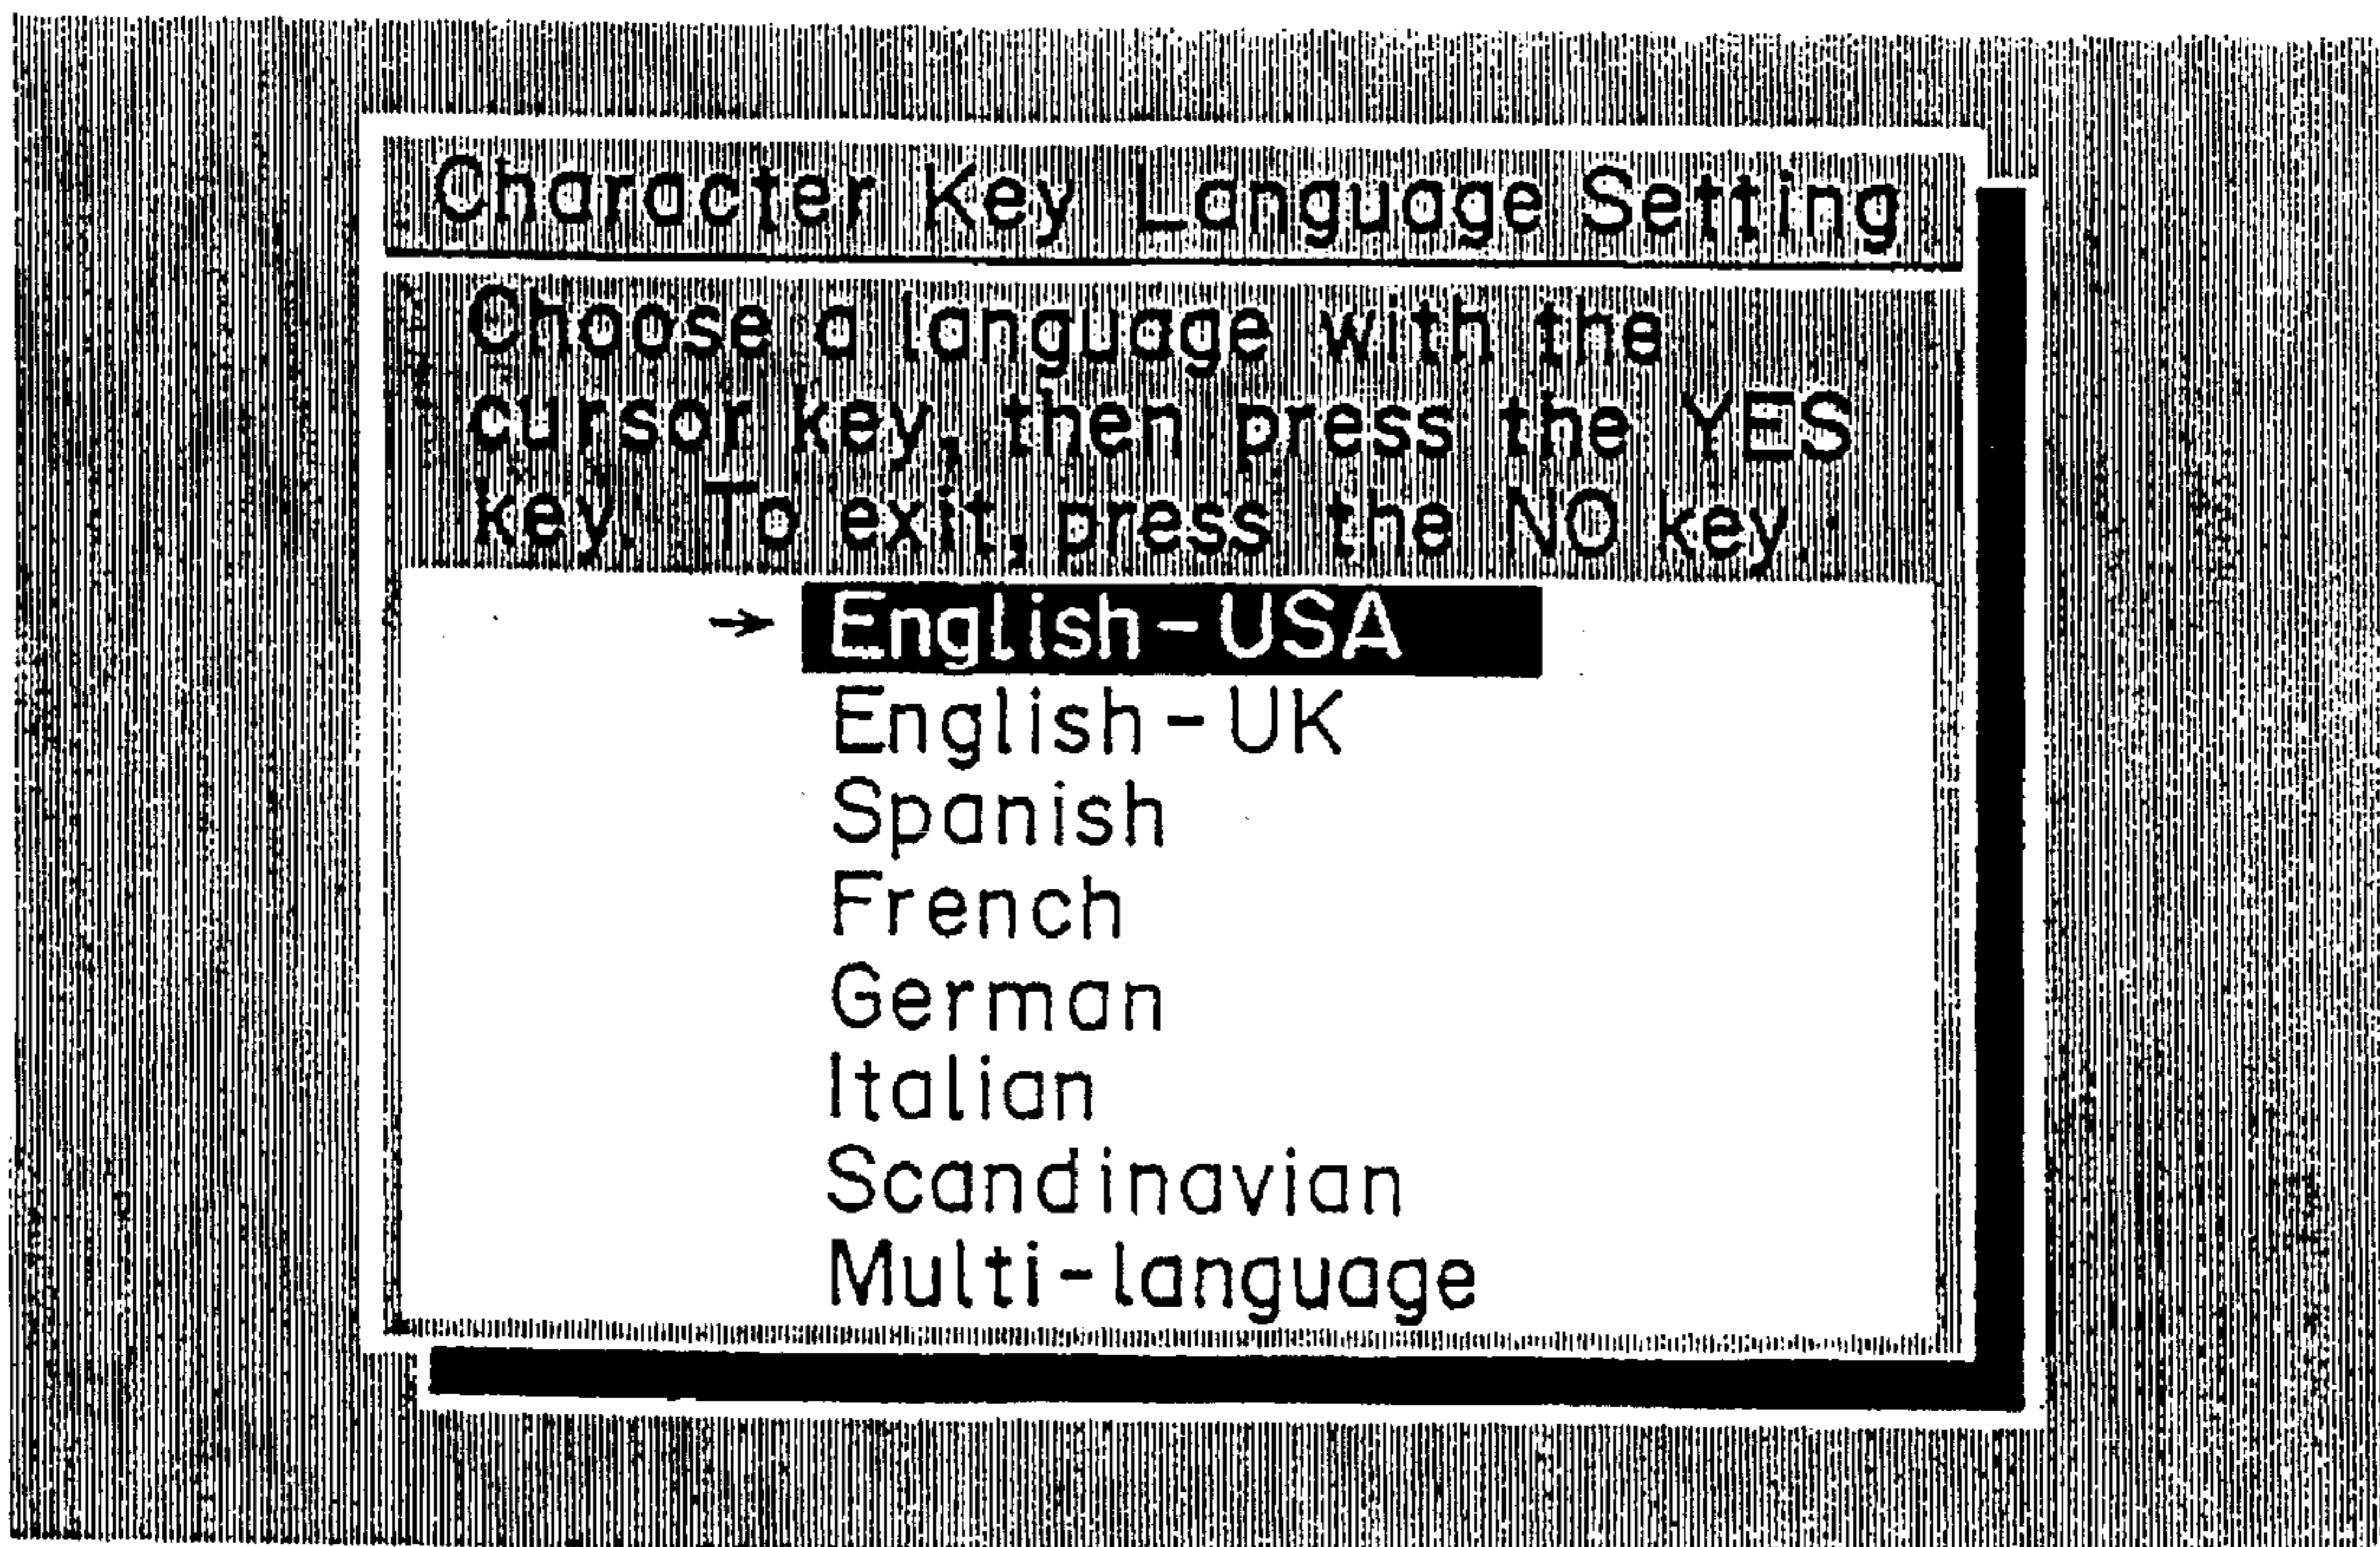 Character Key Language Setting
Choose a language with the
cursor key, then press the YES
key. To exit, press the NO key.
→ English-USA
English-UK
Spanish
French
German
Italian
Scandinavian
Multi-language